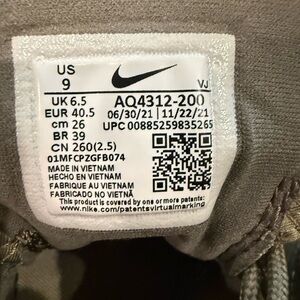 US
9
VJ
UK 6.5
EUR 40.5
cm 26
BR 39
CN 260(2.5)
AQ4312-200
06/30/21 | 11/22/21
UPC 00885259835265
01MFCPZGFB074
MADE IN VIETNAM
HECHO EN VIETNAM
FABRIQUE AU VIETNAM
FABRICADO NO VIETNAM
This product is covered by one or more patents:
www.nike.com/patentsvirtualmarking